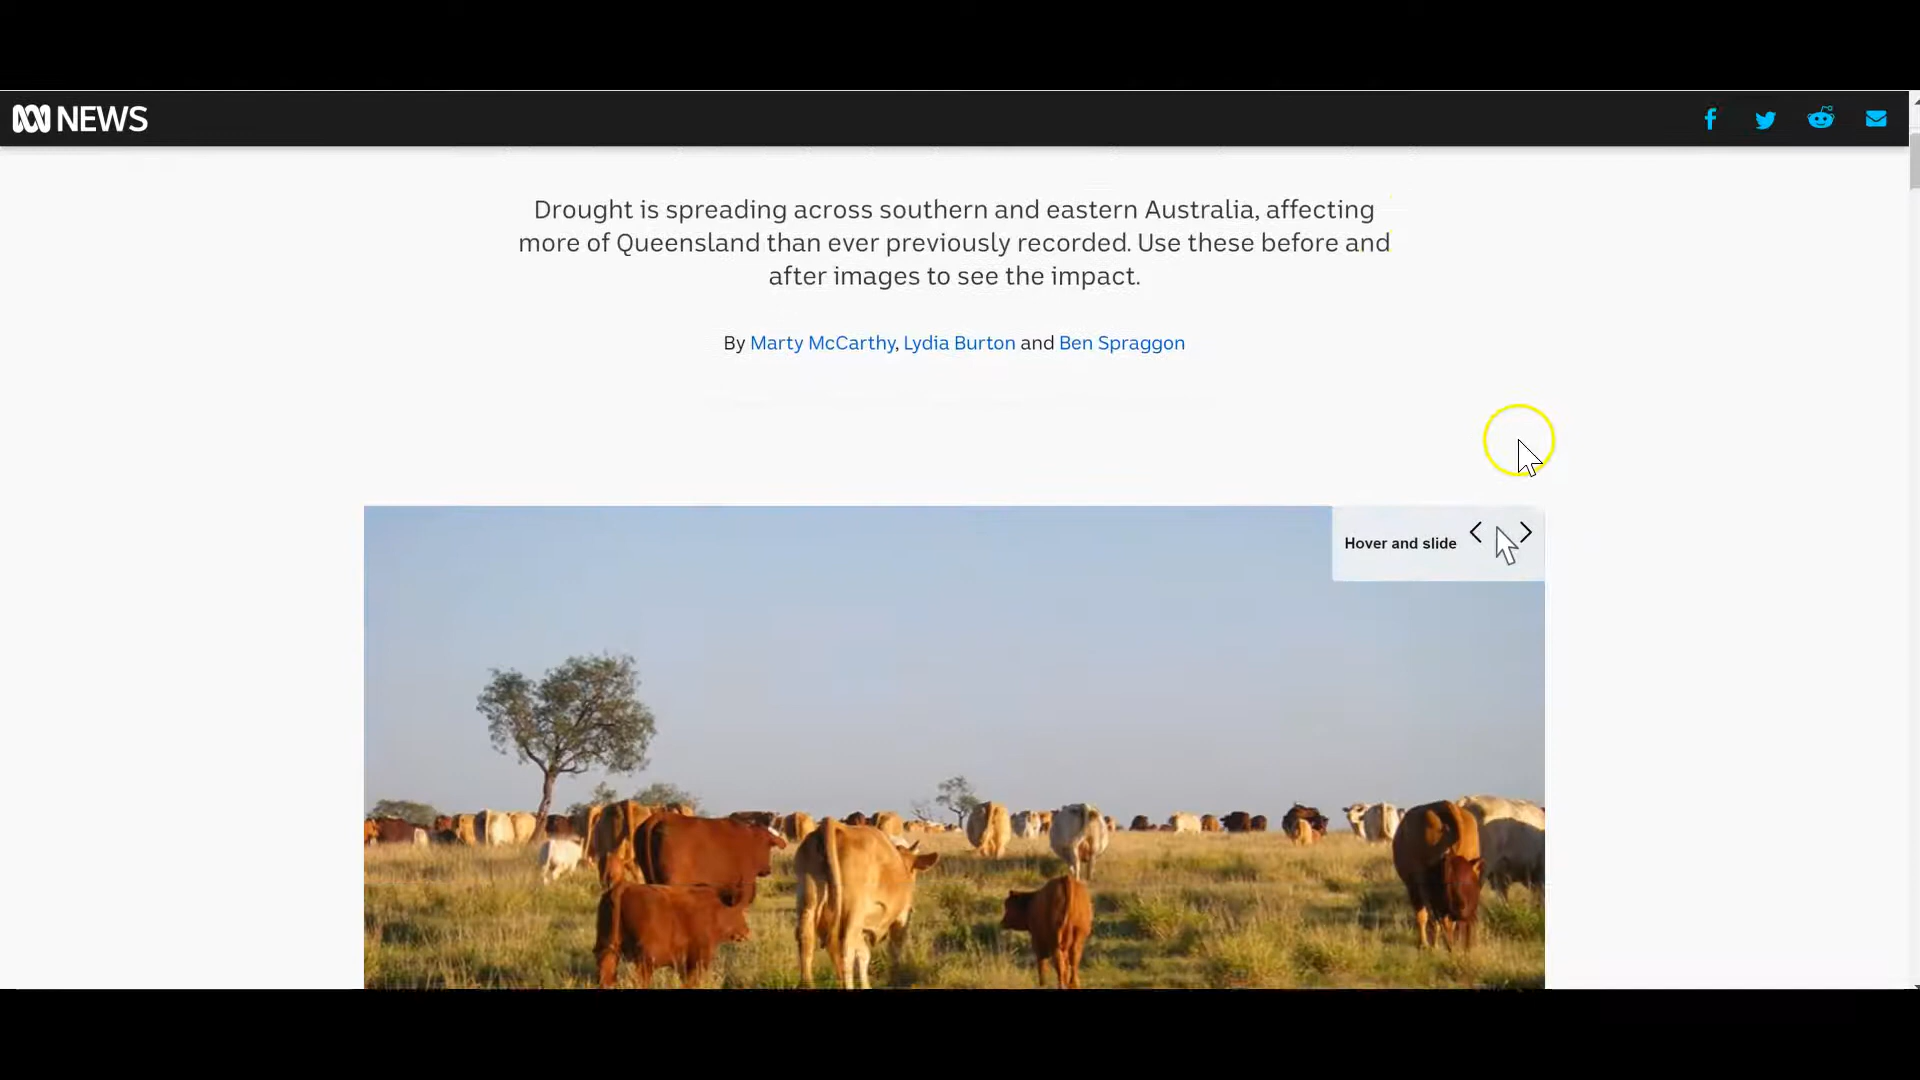 NEWS
Drought is spreading across southern and eastern Australia, affecting
more of Queensland than ever previously recorded. Use these before and
after images to see the impact.
By Marty McCarthy, Lydia Burton and Ben Spraggon
Hover and slide